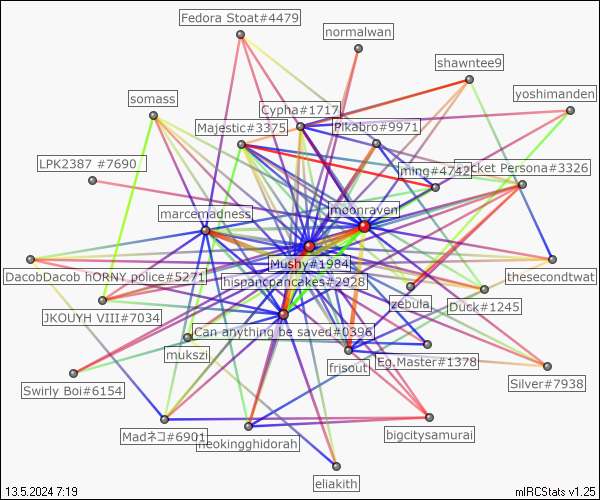 Fedora Stoat#4479
normalwan
shawntee9
yoshimanden
somass
Cypha#1717
Majestic#3375
Pikabro#9971
LPK2387 #7690
ming#4742
cket Persona#3326
marcemadness
moonraven
Mushy#1984
DacobDacob hORNY police#5271
hispancpancakes#2928
thesecondtwat
zebula
Duck#1245
JKOUYH VIII#7034
Can anything be saved#0396
mukszi
frisout
Eg.Master#1378
Swirly Boi#6154
Silver#7938
Madネコ#6901
neokingghidorah
bigcitysamurai
eliakith
13.5.2024 7:19
mIRCStats v1.25